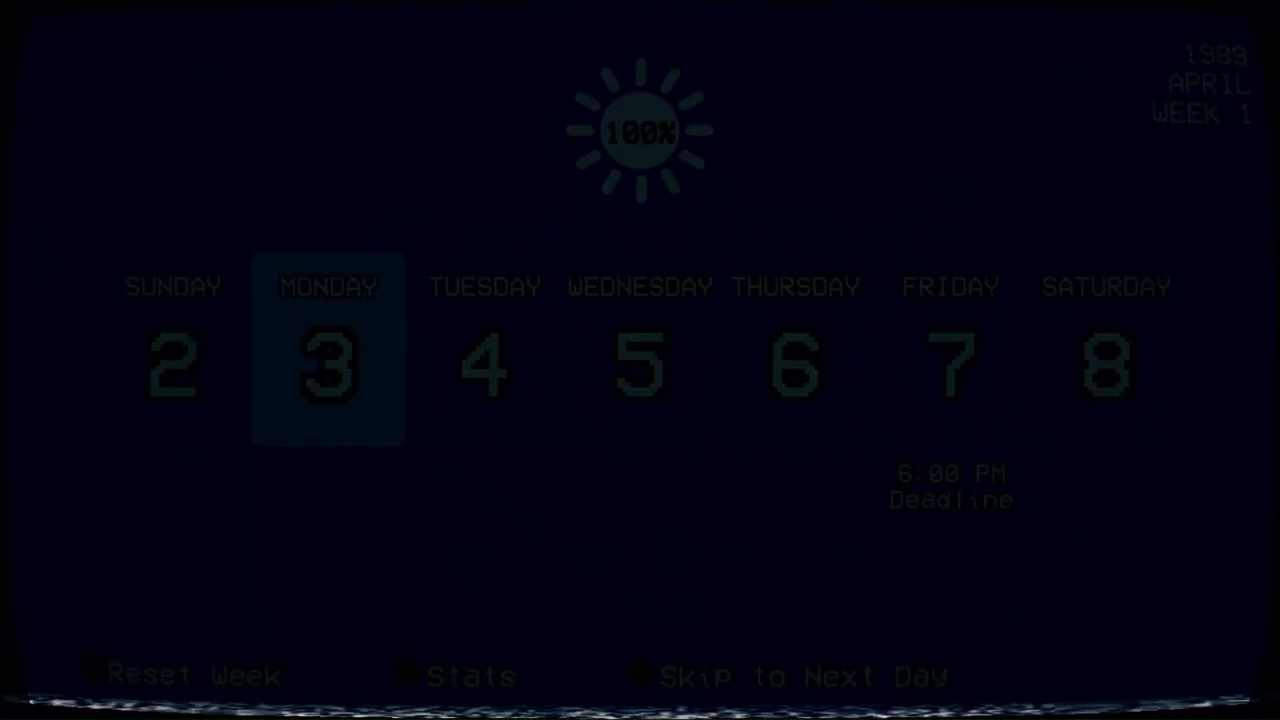 1989
APRIL
WEEK 1
100%
SUNDAY MONDAY TUESDAY WEDNESDAY THURSDAY FRIDAY SATURDAY
2 3 4 5 6 7 8
6:00 PM
Deadline
Reset Week Stats Skip to Next Day